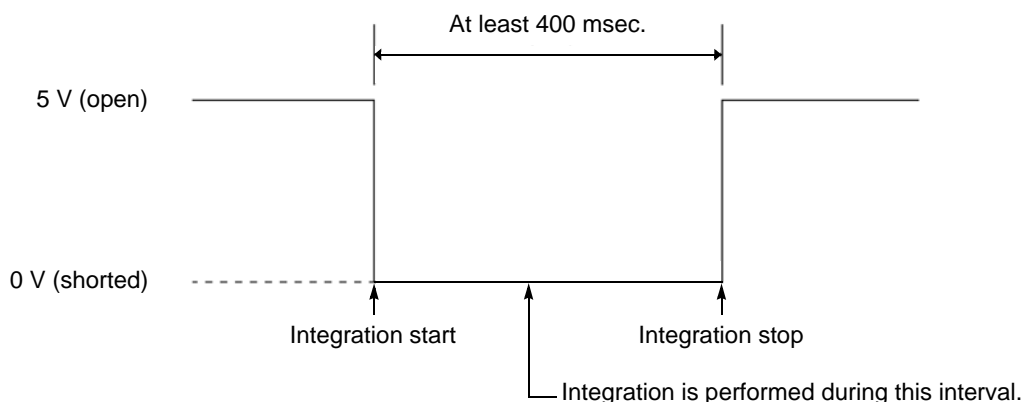 At least 400 msec.
5 V (open)
0 V (shorted)
Integration start
Integration stop
Integration is performed during this interval.